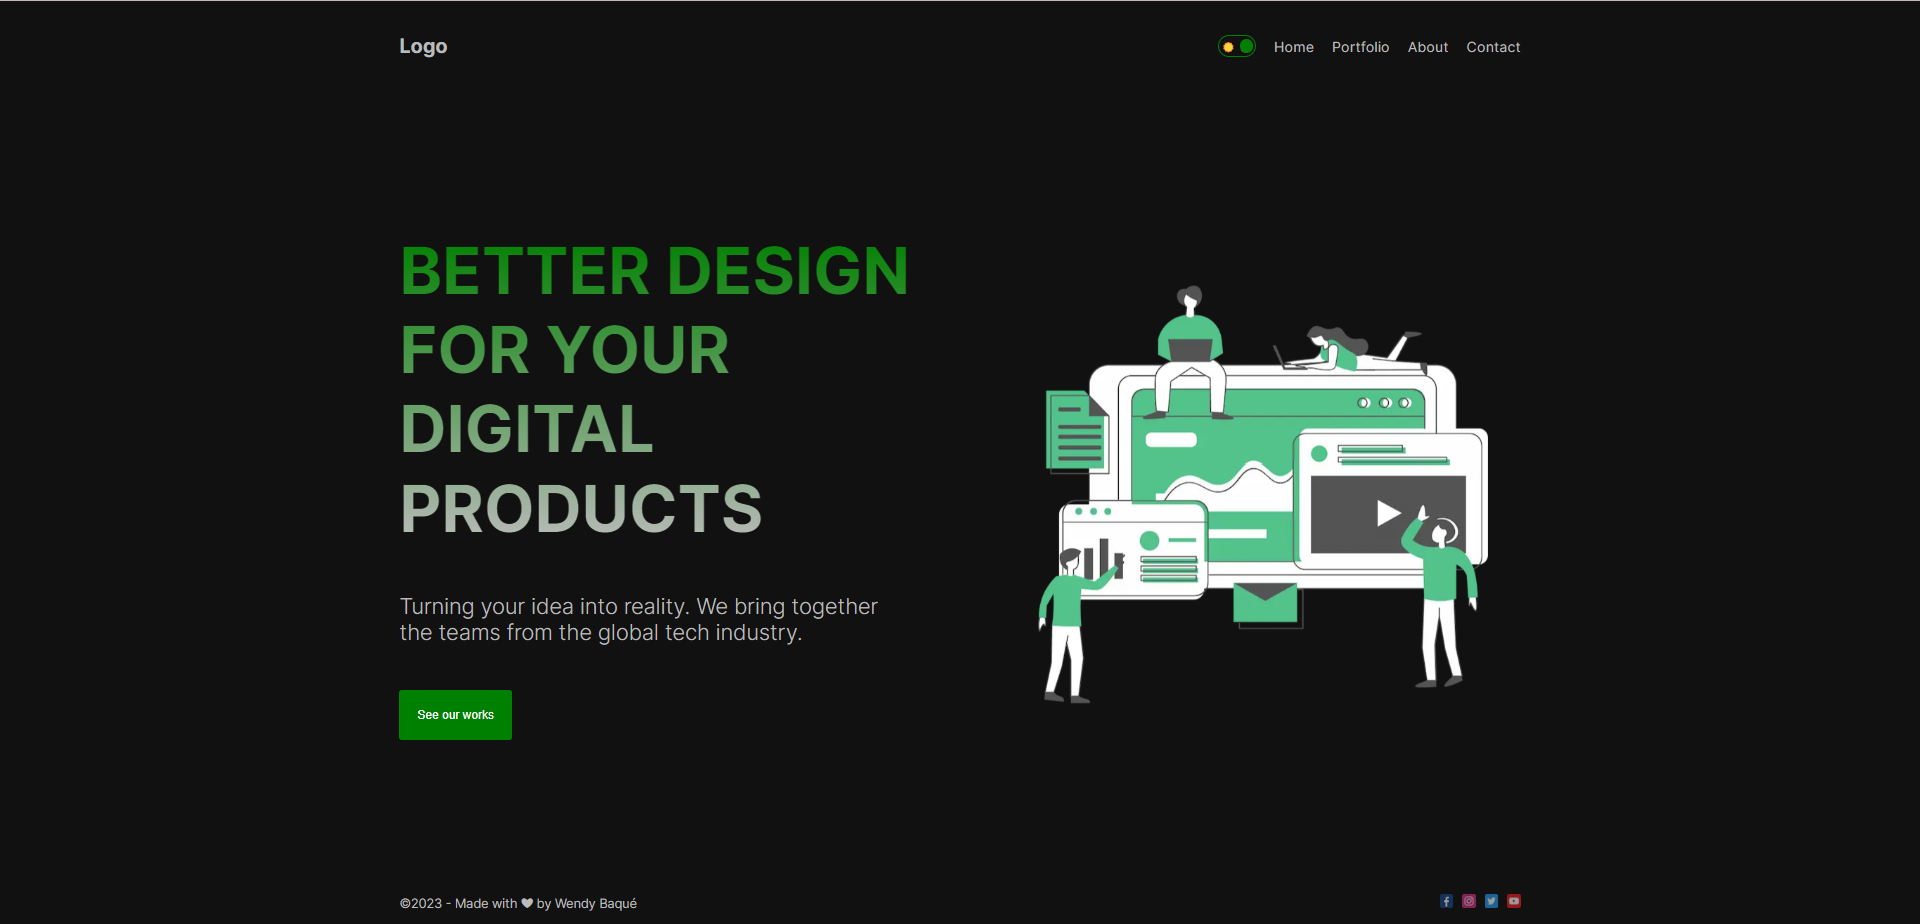 Logo
Home Portfolio About Contact
BETTER DESIGN
FOR YOUR
DIGITAL
PRODUCTS
Turning your idea into reality. We bring together
the teams from the global tech industry.
See our works
©2023 - Made with ❤ by Wendy Baqué